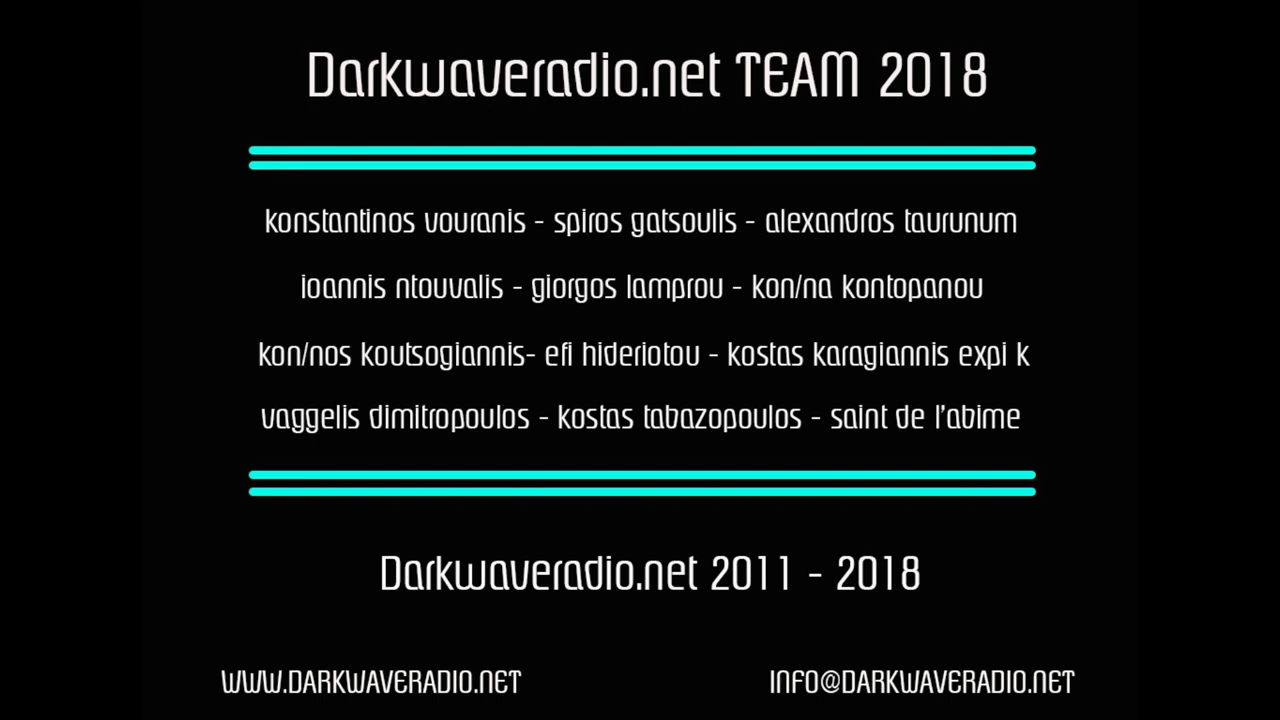 Darkwaveradio.net TEAM 2018
konstantinos vouranis - spiros gatsoulis - alexandros taurunum
ioannis ntouvalis - giorgos lamprou - kon/na kontopanou
kon/nos koutsogiannis- efi hideriotou - kostas karagiannis expi k
vaggelis dimitropoulos - kostas tabazopoulos - saint de l'abime
Darkwaveradio.net 2011 - 2018
WWW.DARKWAVERADIO.NET
INFO@DARKWAVERADIO.NET